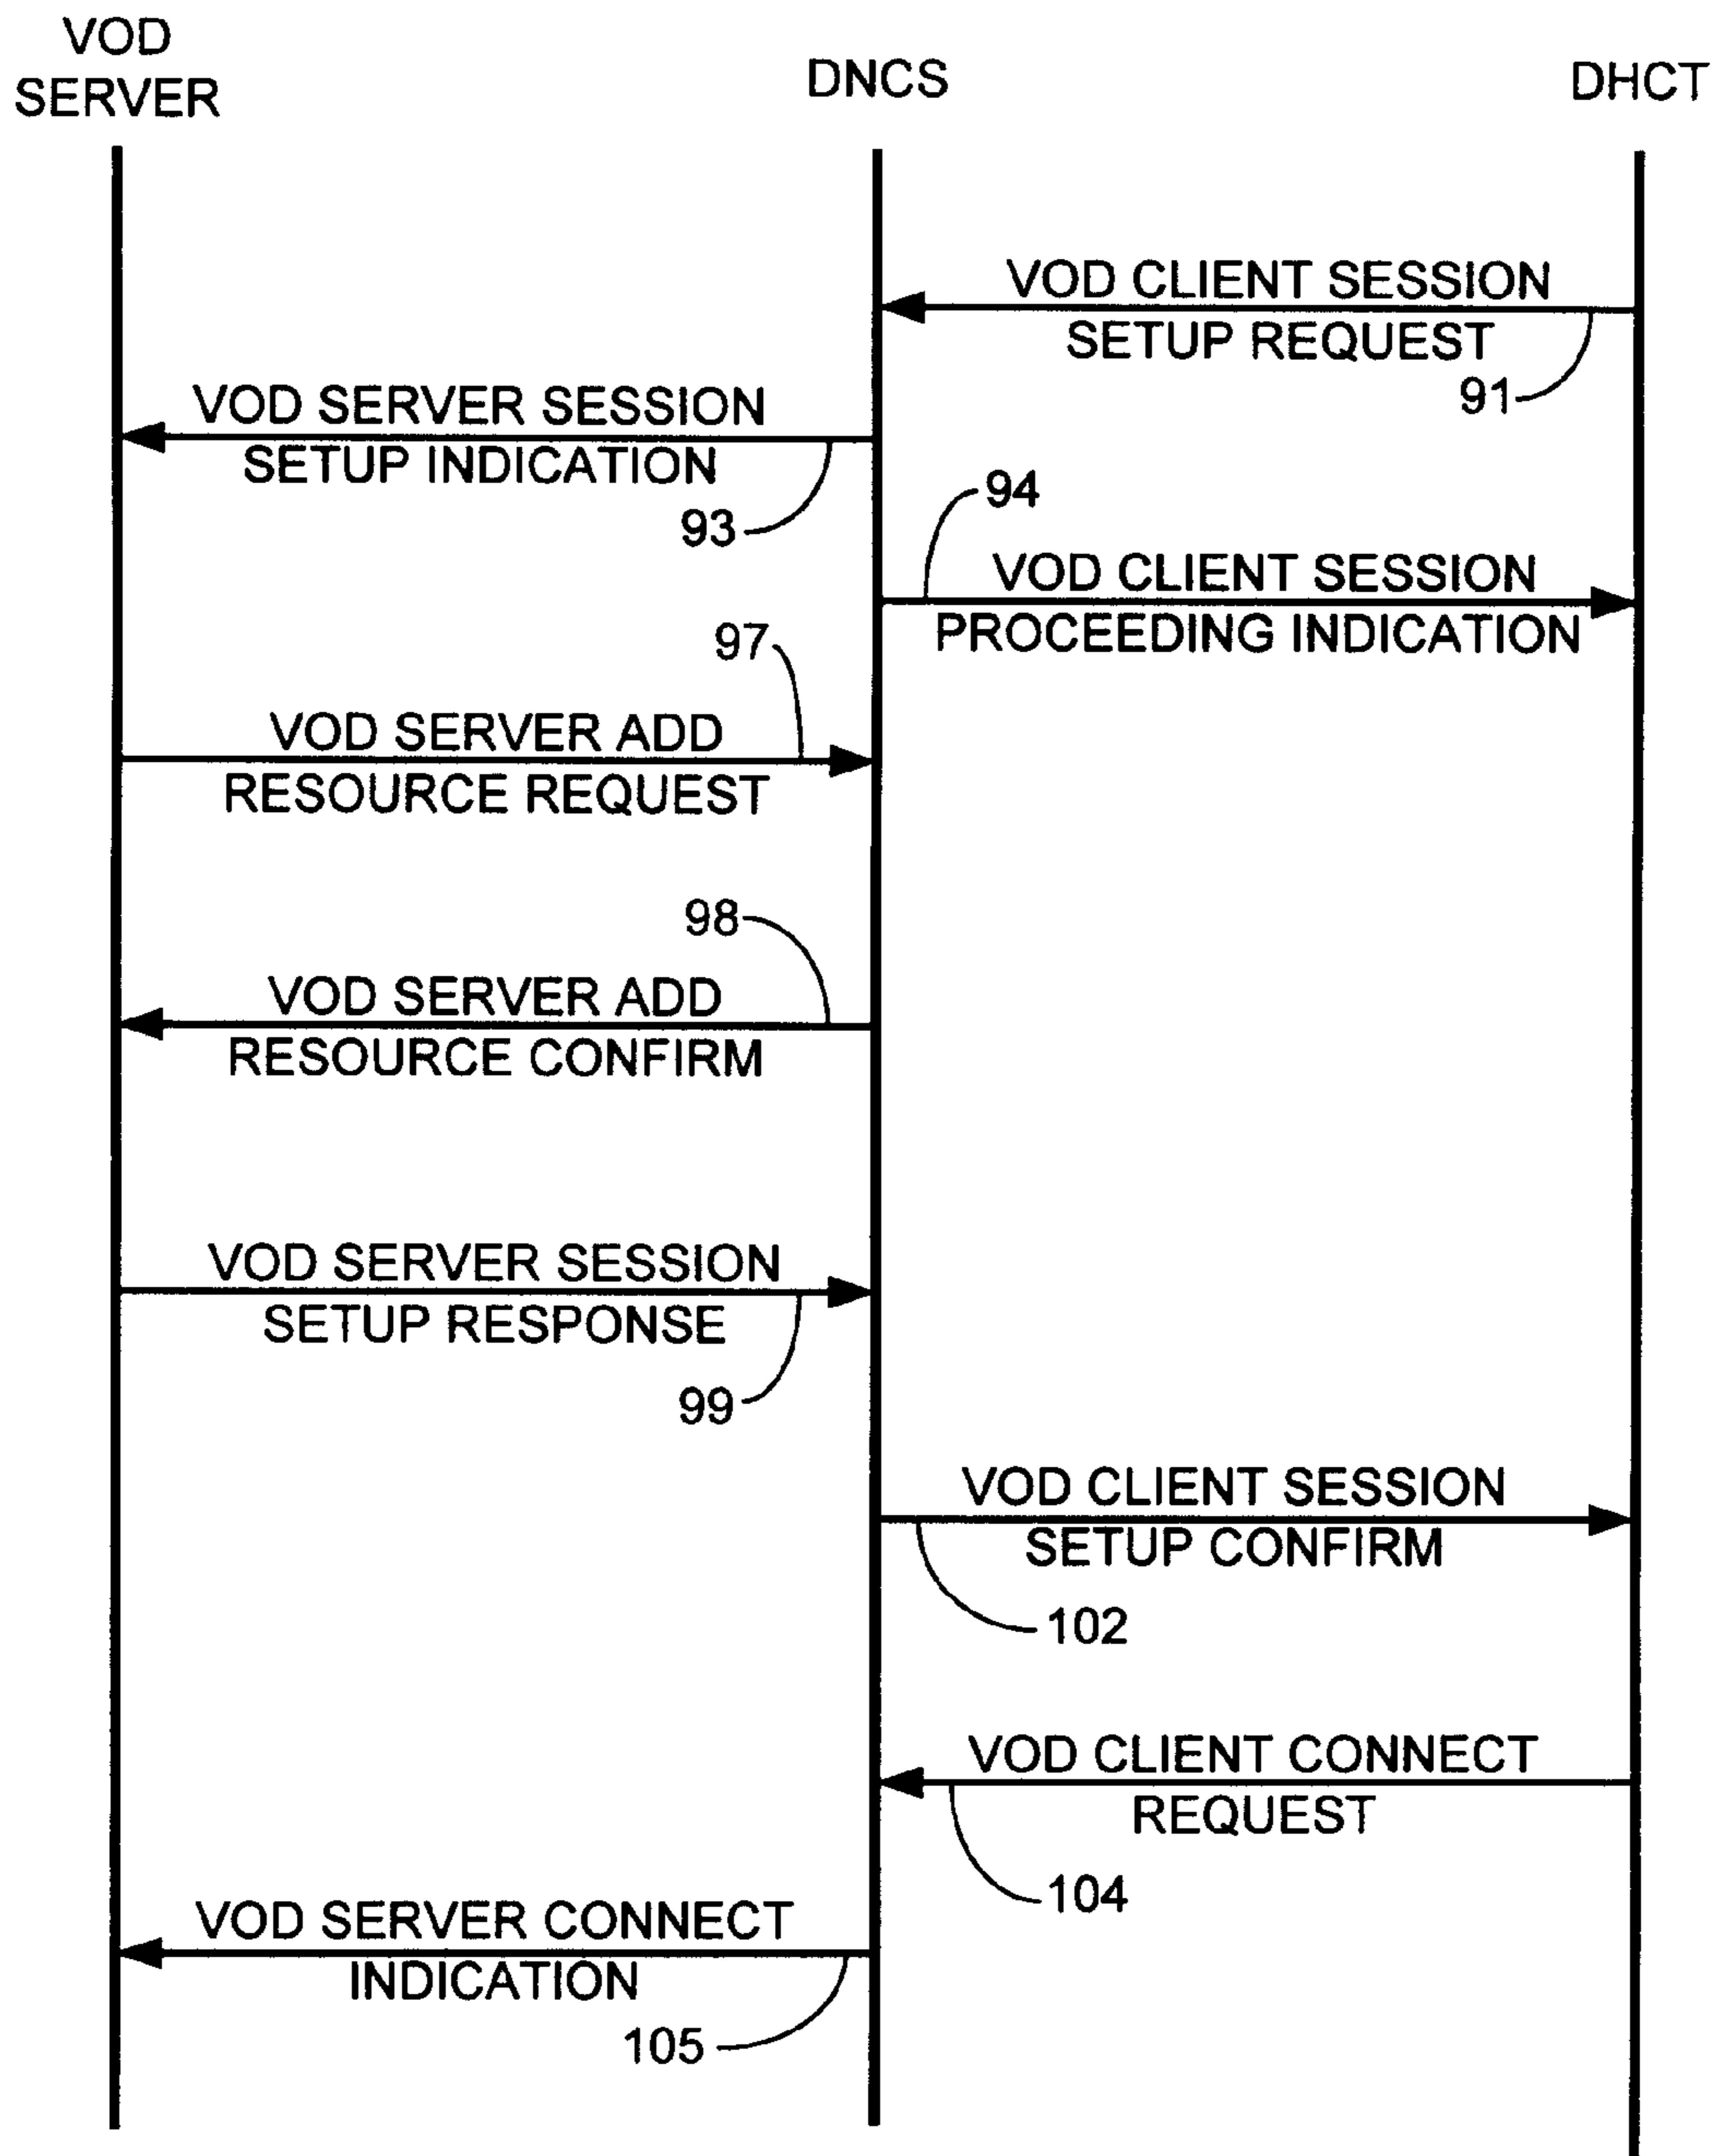 VOD
SERVER
DNCS
DHCT
VOD CLIENT SESSION
SETUP REQUEST
91
VOD SERVER SESSION
SETUP INDICATION
93
94
VOD CLIENT SESSION
PROCEEDING INDICATION
97
VOD SERVER ADD
RESOURCE REQUEST
98
VOD SERVER ADD
RESOURCE CONFIRM
VOD SERVER SESSION
SETUP RESPONSE
99
VOD CLIENT SESSION
SETUP CONFIRM
102
VOD CLIENT CONNECT
REQUEST
104
VOD SERVER CONNECT
INDICATION
105